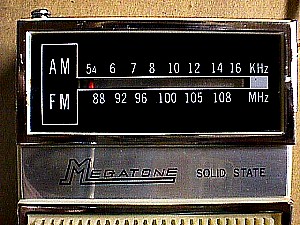 AM 54 6 7 8 10 12 14 16 KHz
FM 88 92 96 100 105 108 MHz
MEGATONE SOLID STATE